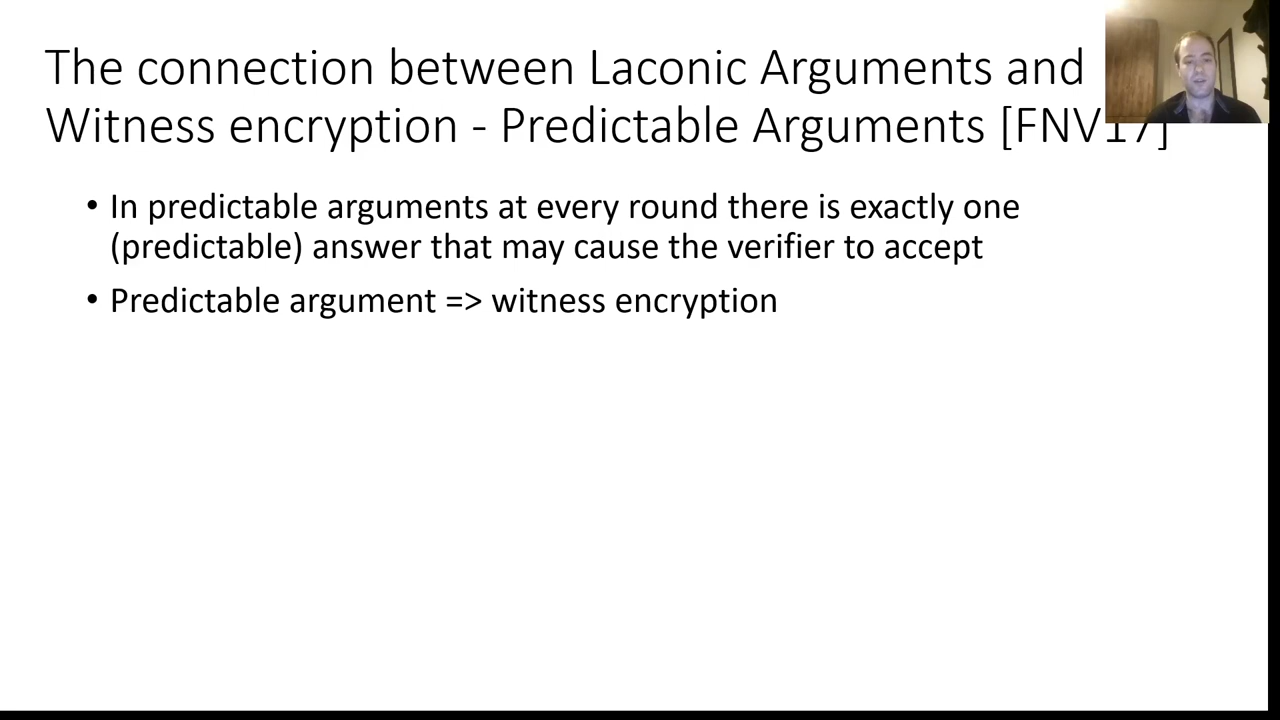 The connection between Laconic Arguments and
Witness encryption - Predictable Arguments [FNV17]
• In predictable arguments at every round there is exactly one
(predictable) answer that may cause the verifier to accept
• Predictable argument => witness encryption